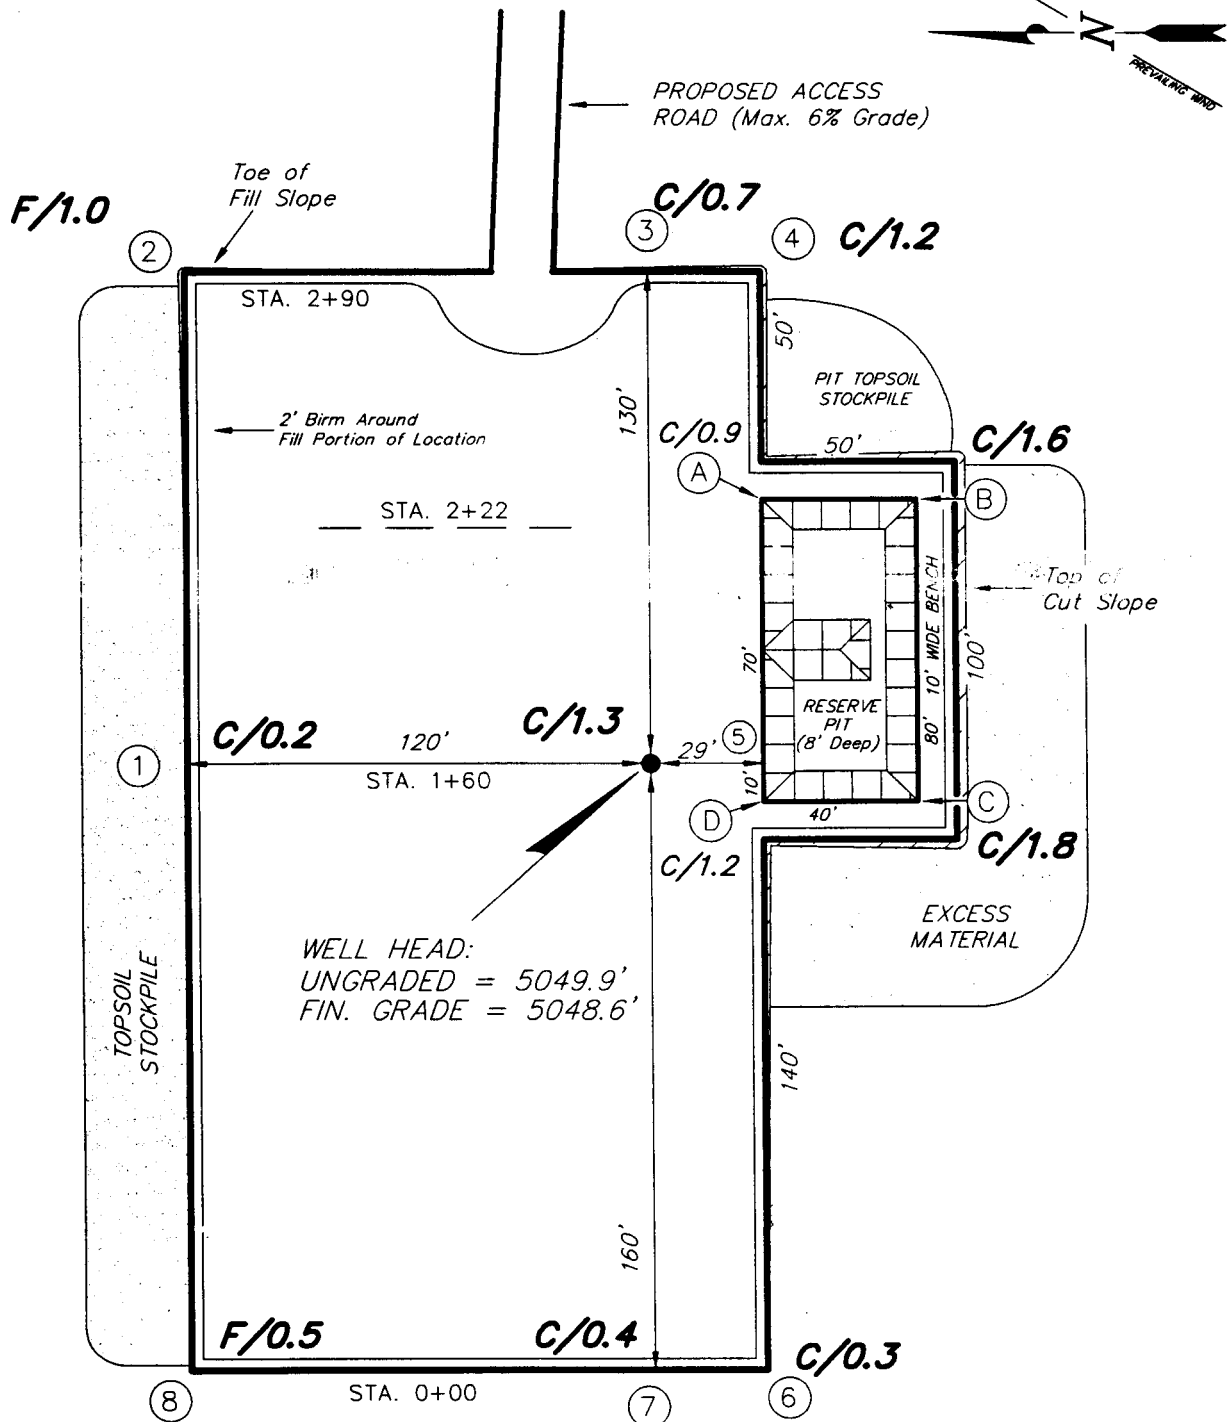 N
PREVAILING WIND
PROPOSED ACCESS
ROAD (Max. 6% Grade)
Toe of
Fill Slope
F/1.0
2
C/0.7
3
4
C/1.2
STA. 2+90
50'
PIT TOPSOIL
STOCKPILE
2' Birm Around
Fill Portion of Location
130'
C/0.9
50'
C/1.6
A
B
STA. 2+22
Top of
Cut Slope
10' WIDE BENCH
100'
70'
80'
RESERVE
PIT
(8' Deep)
C/0.2
120'
C/1.3
29'
5
1
STA. 1+60
10'
D
40'
C
C/1.2
C/1.8
EXCESS
MATERIAL
WELL HEAD:
UNGRADED = 5049.9'
FIN. GRADE = 5048.6'
TOPSOIL
STOCKPILE
140'
160'
F/0.5
C/0.4
C/0.3
8
STA. 0+00
7
6